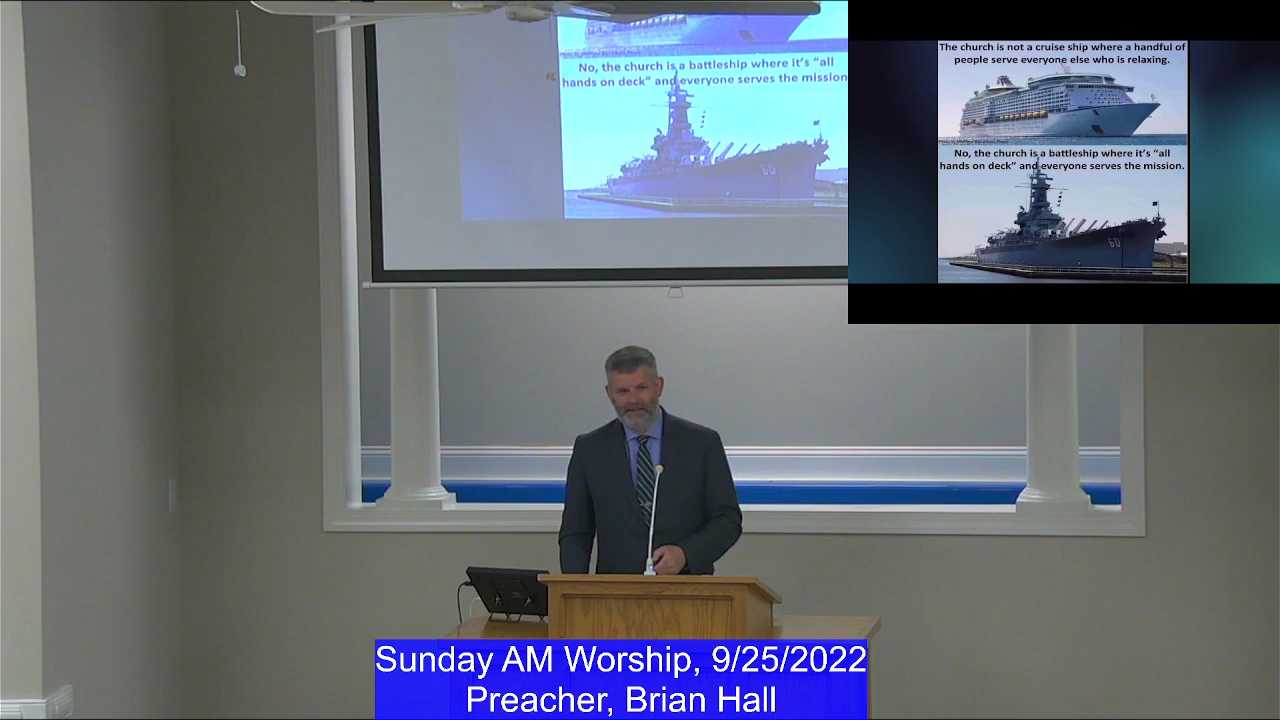 No, the church is a battleship where it's “all
hands on deck” and everyone serves the mission
60
The church is not a cruise ship where a handful of
people serve everyone else who is relaxing.
No, the church is a battleship where it's “all
hands on deck” and everyone serves the mission.
60
Sunday AM Worship, 9/25/2022
Preacher, Brian Hall